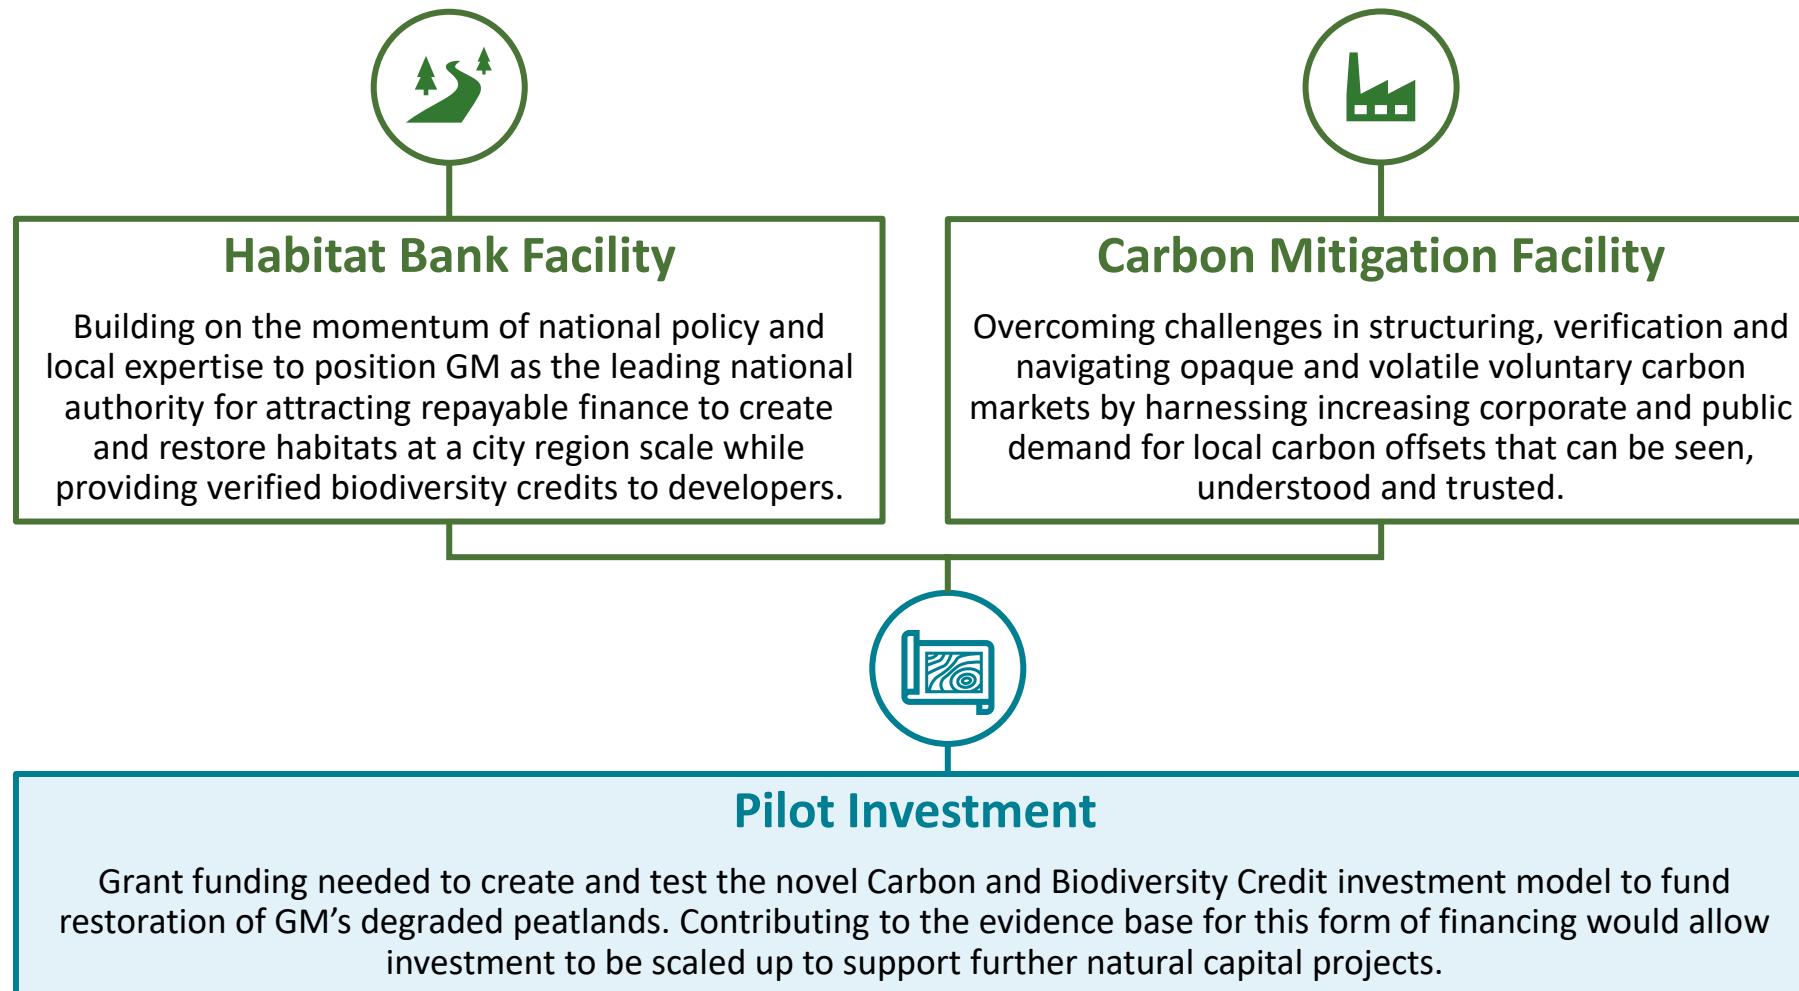 Habitat Bank Facility
Building on the momentum of national policy and
local expertise to position GM as the leading national
authority for attracting repayable finance to create
and restore habitats at a city region scale while
providing verified biodiversity credits to developers.
Carbon Mitigation Facility
Overcoming challenges in structuring, verification and
navigating opaque and volatile voluntary carbon
markets by harnessing increasing corporate and public
demand for local carbon offsets that can be seen,
understood and trusted.
Pilot Investment
Grant funding needed to create and test the novel Carbon and Biodiversity Credit investment model to fund
restoration of GM’s degraded peatlands. Contributing to the evidence base for this form of financing would allow
investment to be scaled up to support further natural capital projects.